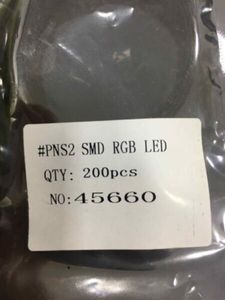 #PNS2 SMD RGB LED
QTY: 200pcs
NO: 45660